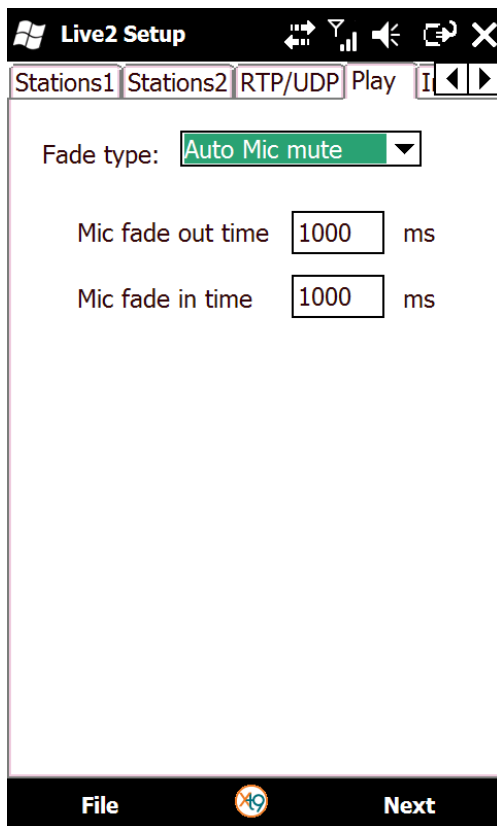 Live2 Setup
Stations1 Stations2 RTP/UDP Play
Fade type: Auto Mic mute
Mic fade out time 1000 ms
Mic fade in time 1000 ms
File Next